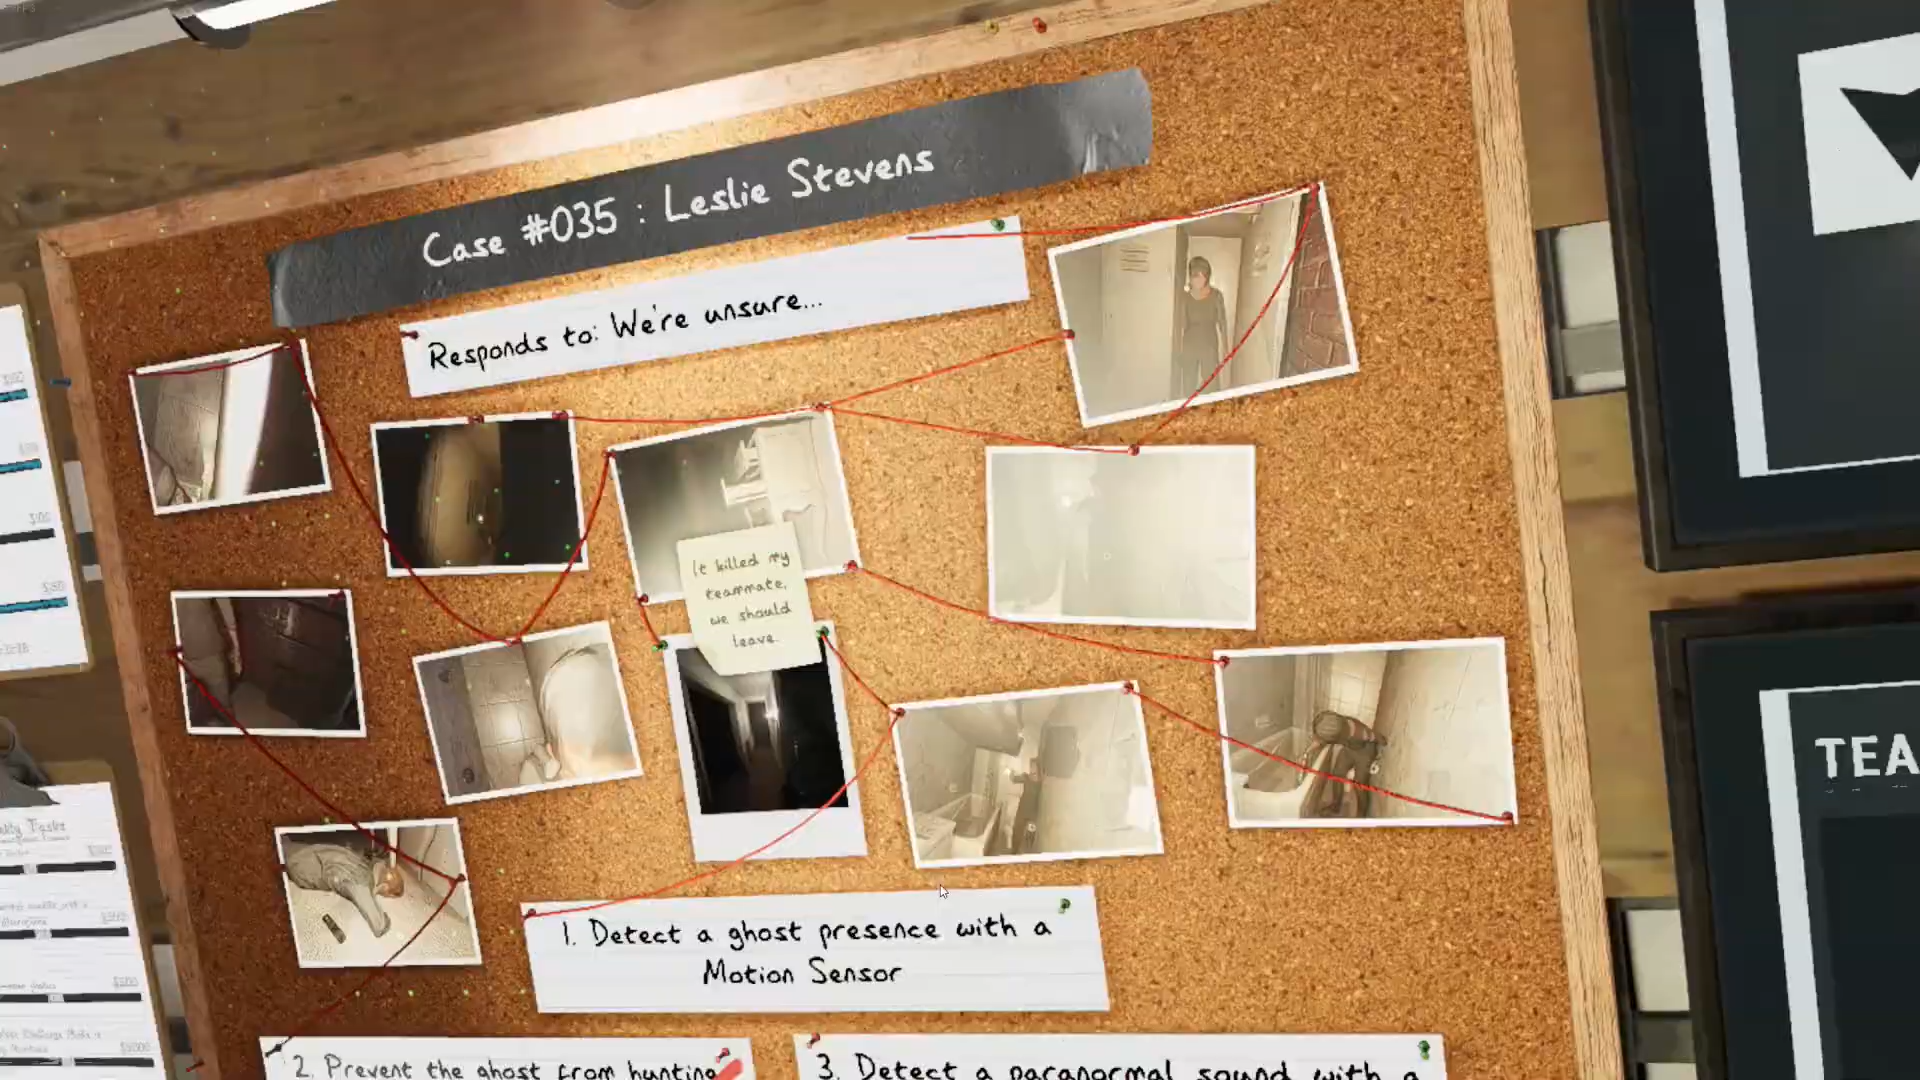 Case #035 : Leslie Stevens
Responds to: We're unsure...
It killed my
teammate,
we should
leave.
1. Detect a ghost presence with a
Motion Sensor
2. Prevent the ghost from hunting
3. Detect a paranormal sound with a
TEA